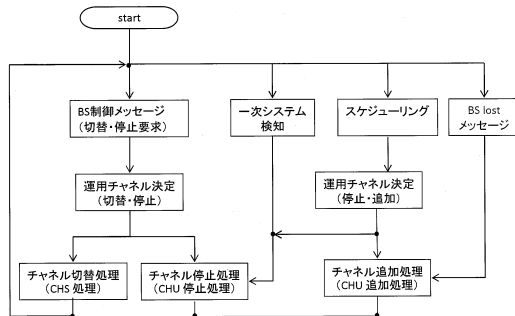 start
BS制御メッセージ
(切替・停止要求)
一次システム
検知
スケジューリング
BS lost
メッセージ
運用チャネル決定
(切替・停止)
運用チャネル決定
(停止・追加)
チャネル切替処理
(CHS 処理)
チャネル停止処理
(CHU 停止処理)
チャネル追加処理
(CHU 追加処理)